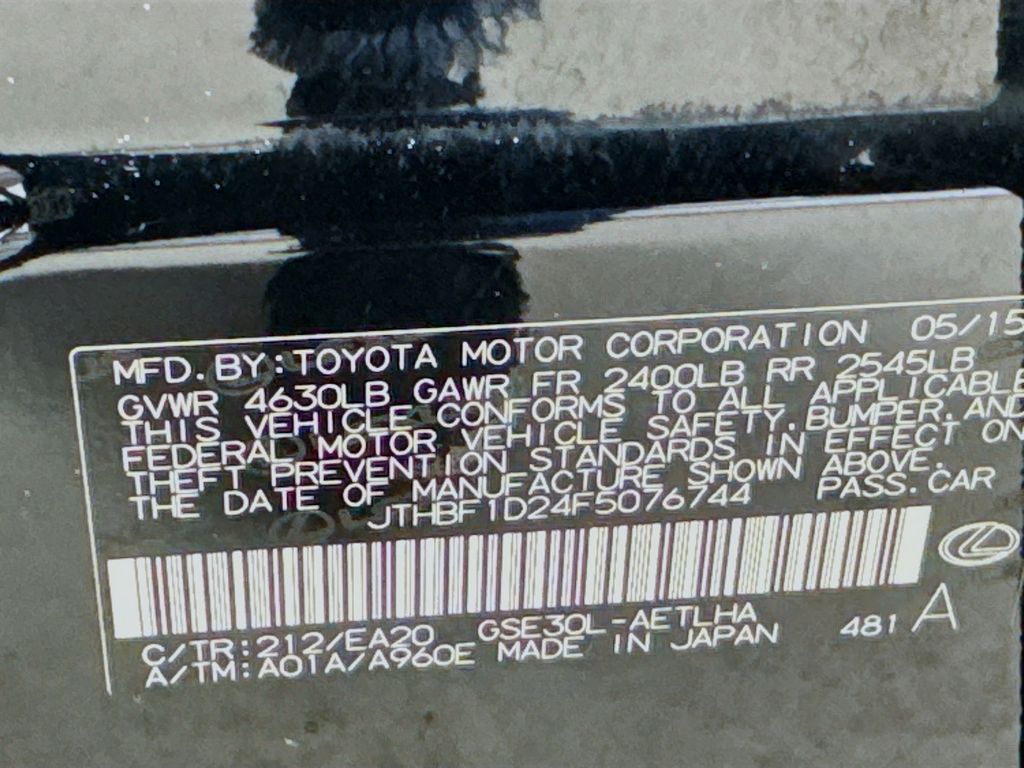 MFD. BY: TOYOTA MOTOR CORPORATION 05/15
GVWR 4630LB GAWR FR 2400LB RR 2545LB
THIS VEHICLE CONFORMS TO ALL APPLICABLE
FEDERAL MOTOR VEHICLE SAFETY, BUMPER, AND
THEFT PREVENTION STANDARDS IN EFFECT ON
THE DATE OF MANUFACTURE SHOWN ABOVE.
JTHBF1D24F5076744 PASS. CAR
C/TR: 212/EA20 GSE30L-AETLHA 481 A
A/TM: A01A/A960E MADE IN JAPAN